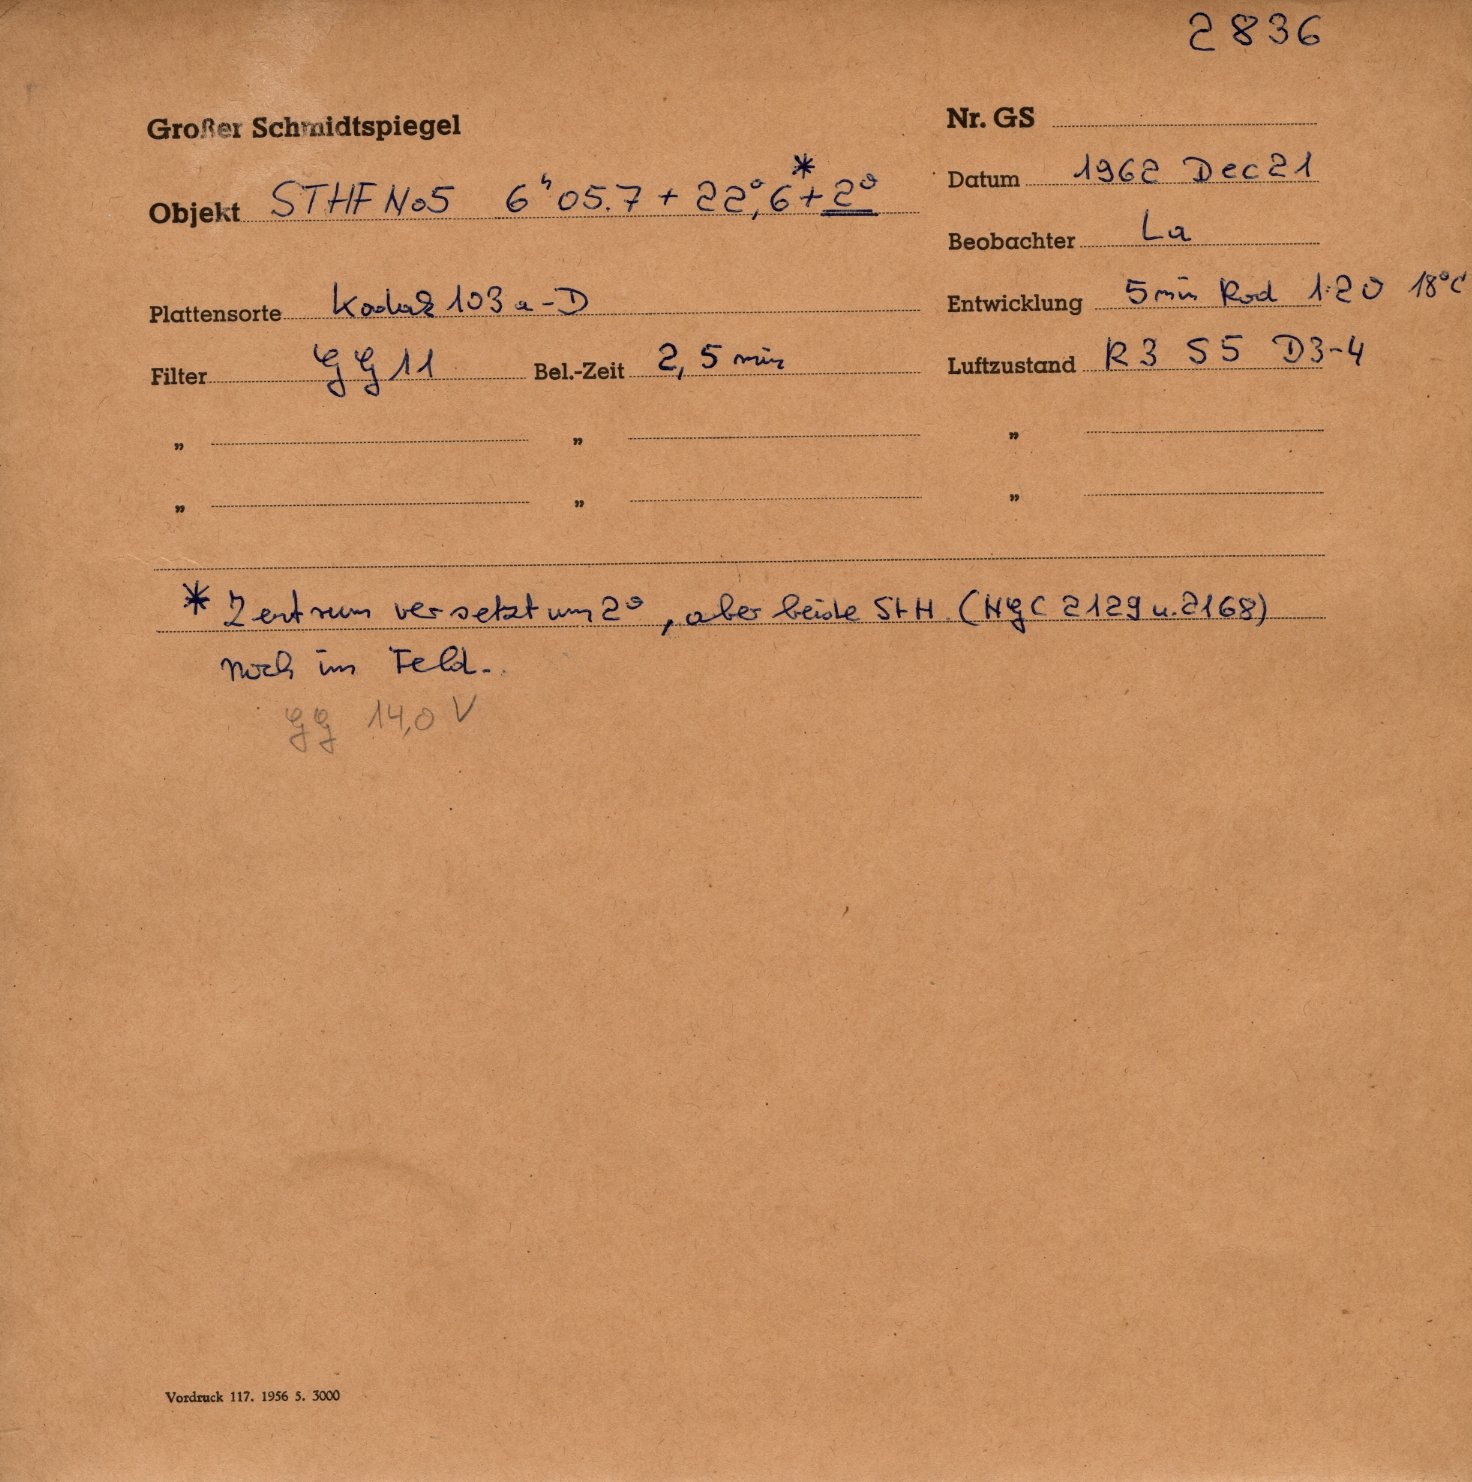 2836
Großer Schmidtspiegel
Nr. GS
Objekt STHF No5 6ʰ05.7 + 22°,6 + 2° *
Datum 1962 Dec 21
Beobachter La
Plattensorte Kodak 103 a-D
Entwicklung 5 min Rod 1:20 18°C
Filter GG 11 Bel.-Zeit 2,5 min
Luftzustand R3 S5 D3-4
„ „ „
„ „ „
* Zentrum versetzt um 2°, aber beide StH. (NGC 2129 u. 2168)
noch im Feld.
GG 14,0 V
Vordruck 117. 1956 5. 3000